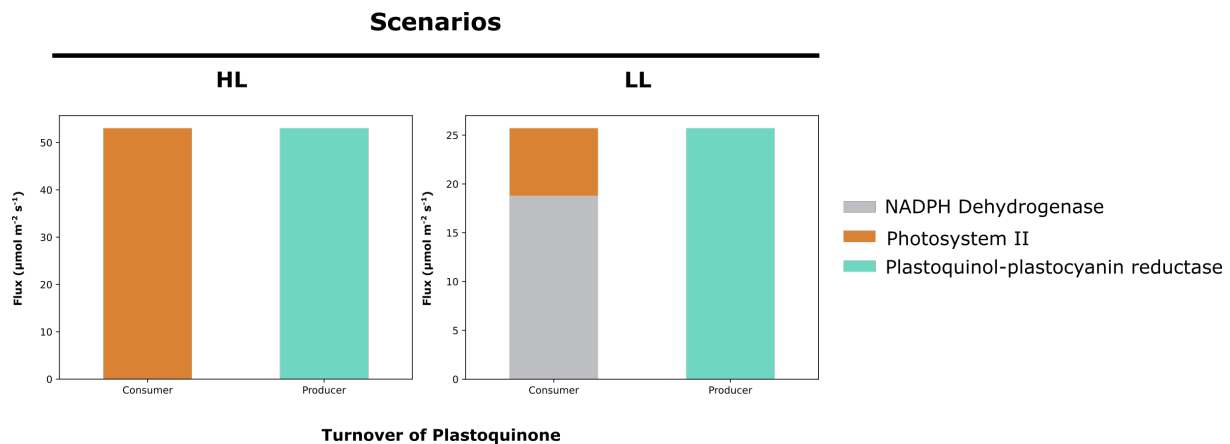 Scenarios
HL
LL
Flux (μmol m⁻² s⁻¹)
50
40
30
20
10
0
Consumer
Producer
Flux (μmol m⁻² s⁻¹)
25
20
15
10
5
0
Consumer
Producer
NADPH Dehydrogenase
Photosystem II
Plastoquinol-plastocyanin reductase
Turnover of Plastoquinone